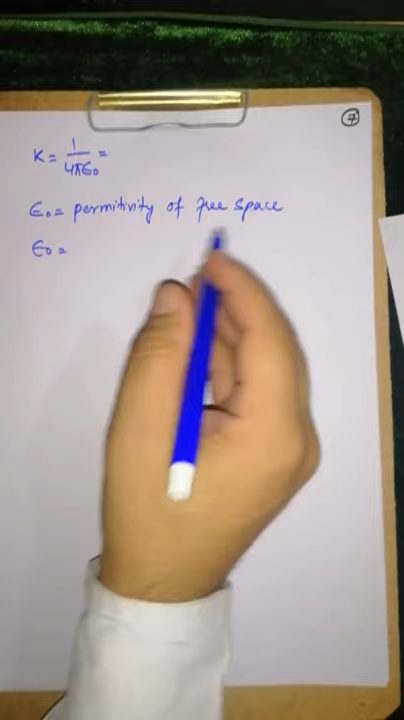 7
K = 1/4πϵ₀ =
ϵ₀ = permitivity of free space
ϵ₀ =